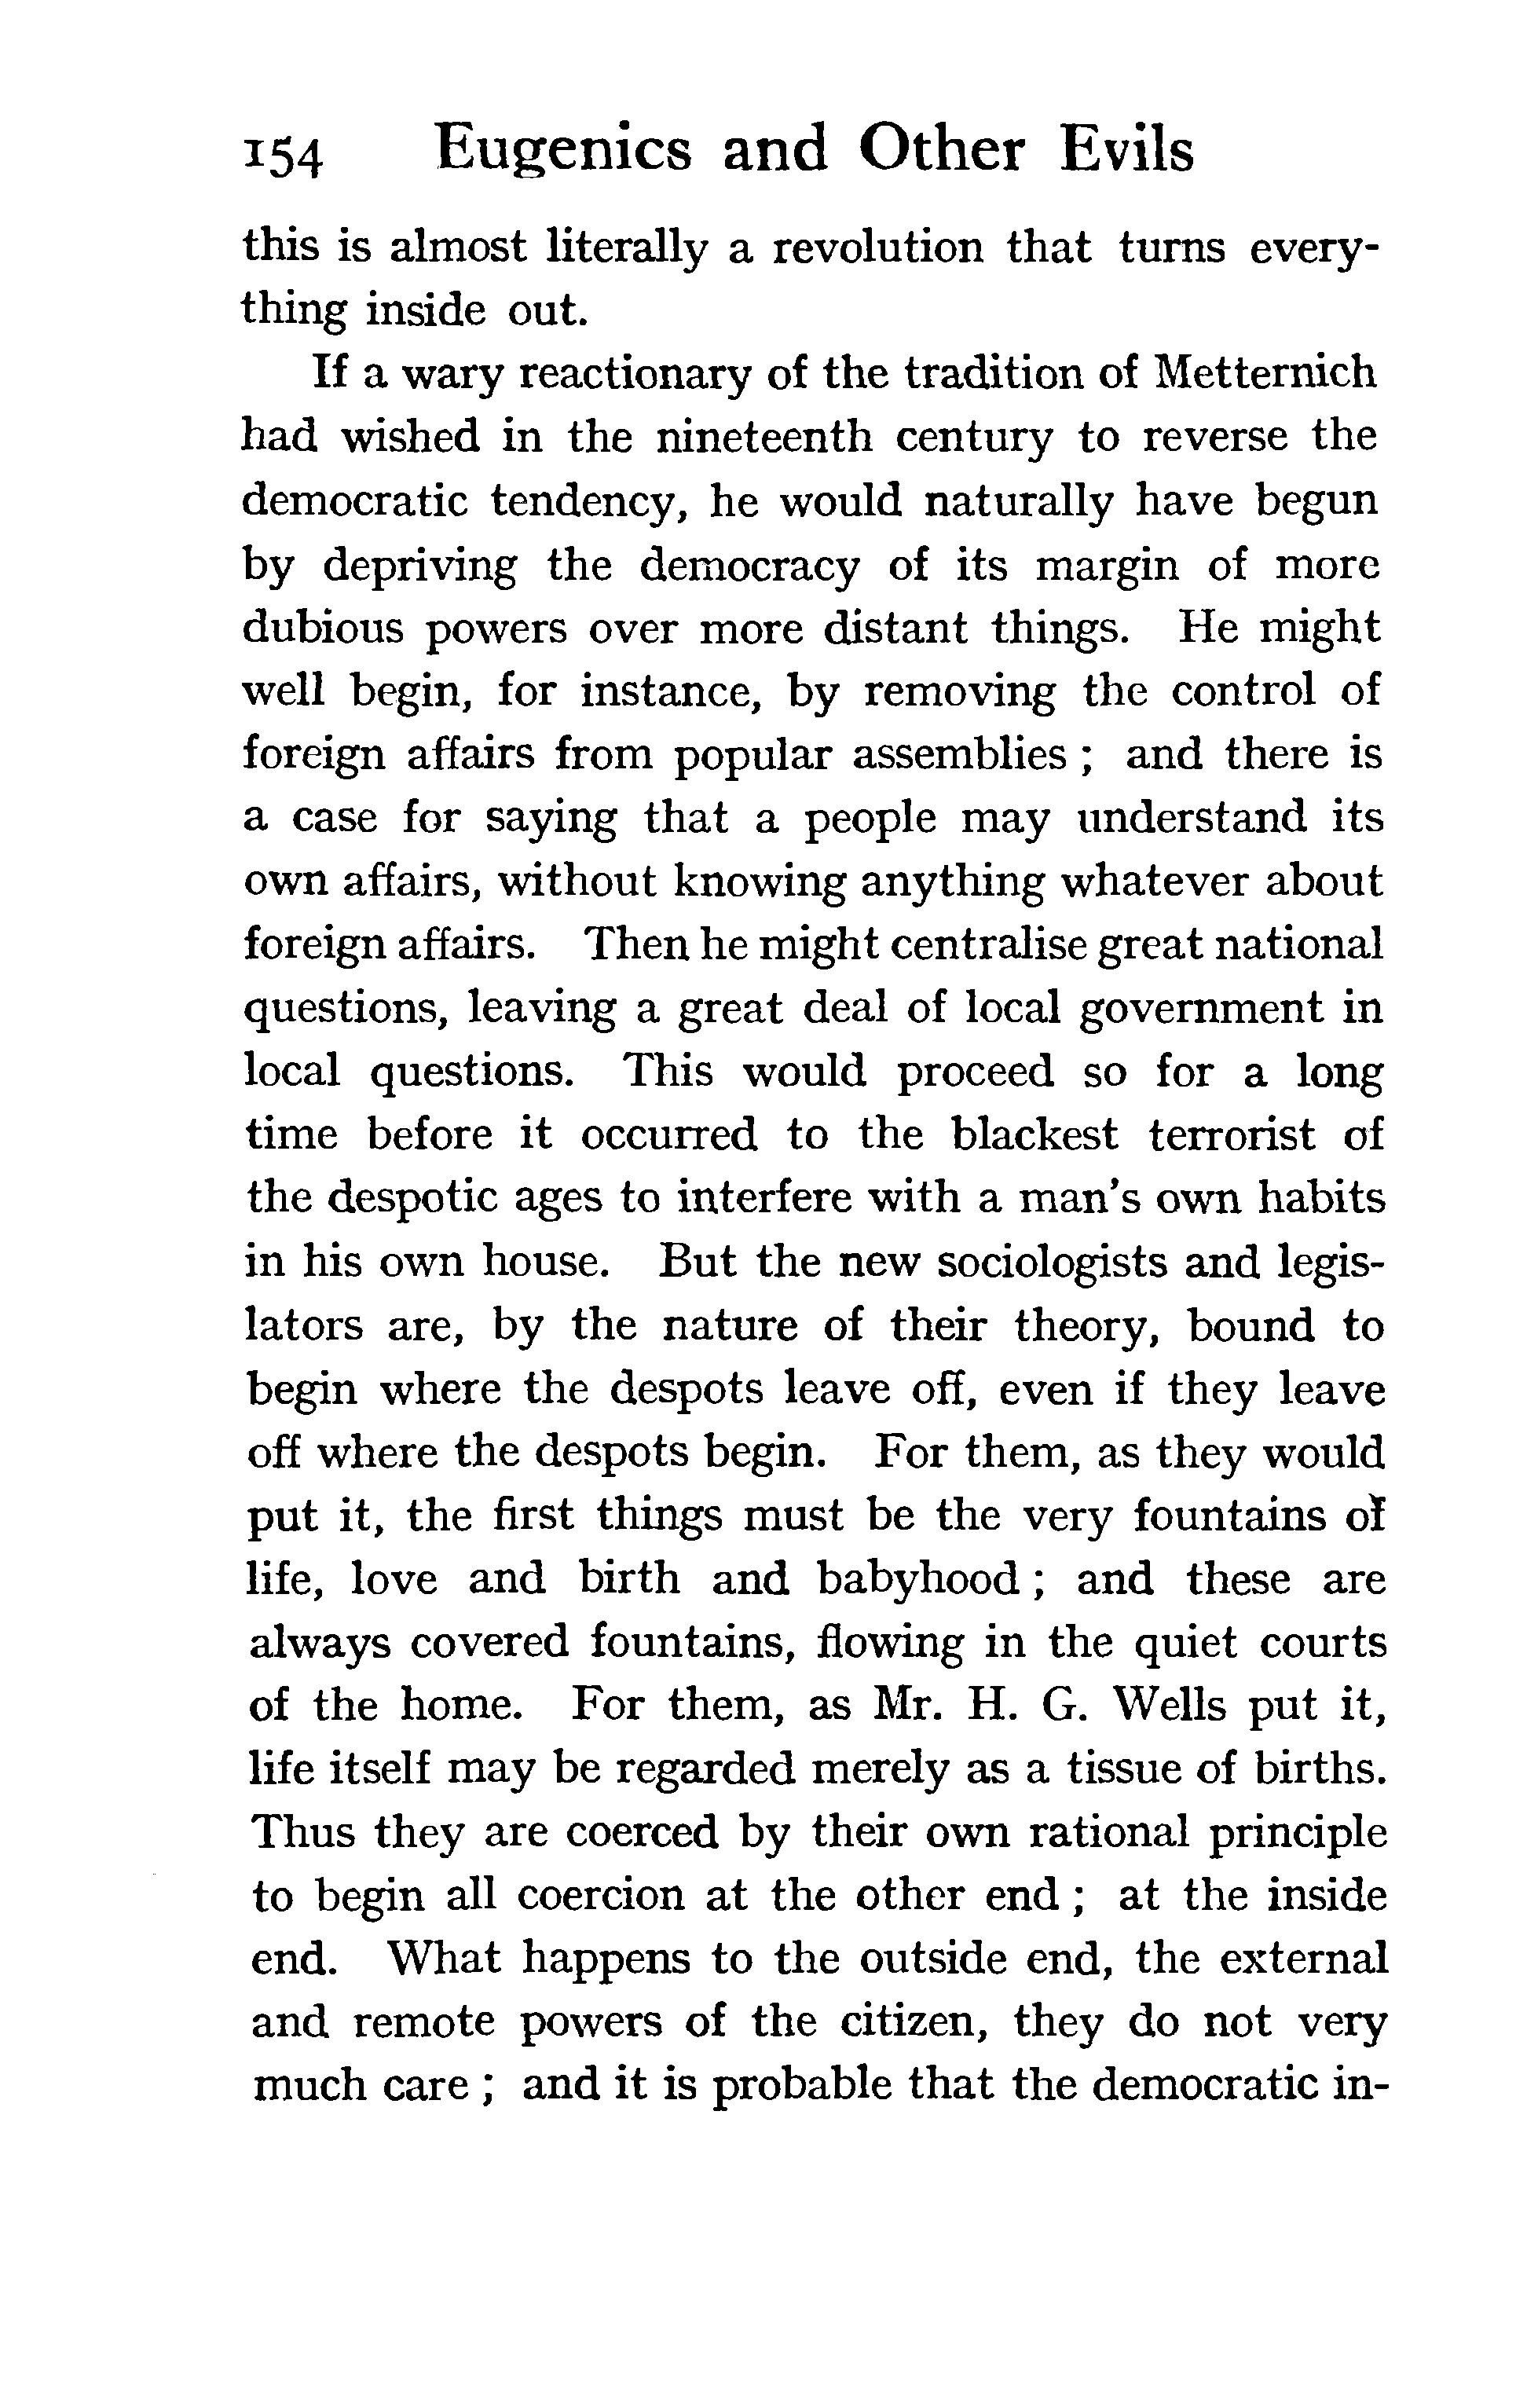 154 Eugenics and Other Evils
this is almost literally a revolution that turns every-
thing inside out.
If a wary reactionary of the tradition of Metternich
had wished in the nineteenth century to reverse the
democratic tendency, he would naturally have begun
by depriving the democracy of its margin of more
dubious powers over more distant things. He might
well begin, for instance, by removing the control of
foreign affairs from popular assemblies ; and there is
a case for saying that a people may understand its
own affairs, without knowing anything whatever about
foreign affairs. Then he might centralise great national
questions, leaving a great deal of local government in
local questions. This would proceed so for a long
time before it occurred to the blackest terrorist of
the despotic ages to interfere with a man's own habits
in his own house. But the new sociologists and legis-
lators are, by the nature of their theory, bound to
begin where the despots leave off, even if they leave
off where the despots begin. For them, as they would
put it, the first things must be the very fountains of
life, love and birth and babyhood ; and these are
always covered fountains, flowing in the quiet courts
of the home. For them, as Mr. H. G. Wells put it,
life itself may be regarded merely as a tissue of births.
Thus they are coerced by their own rational principle
to begin all coercion at the other end ; at the inside
end. What happens to the outside end, the external
and remote powers of the citizen, they do not very
much care ; and it is probable that the democratic in-